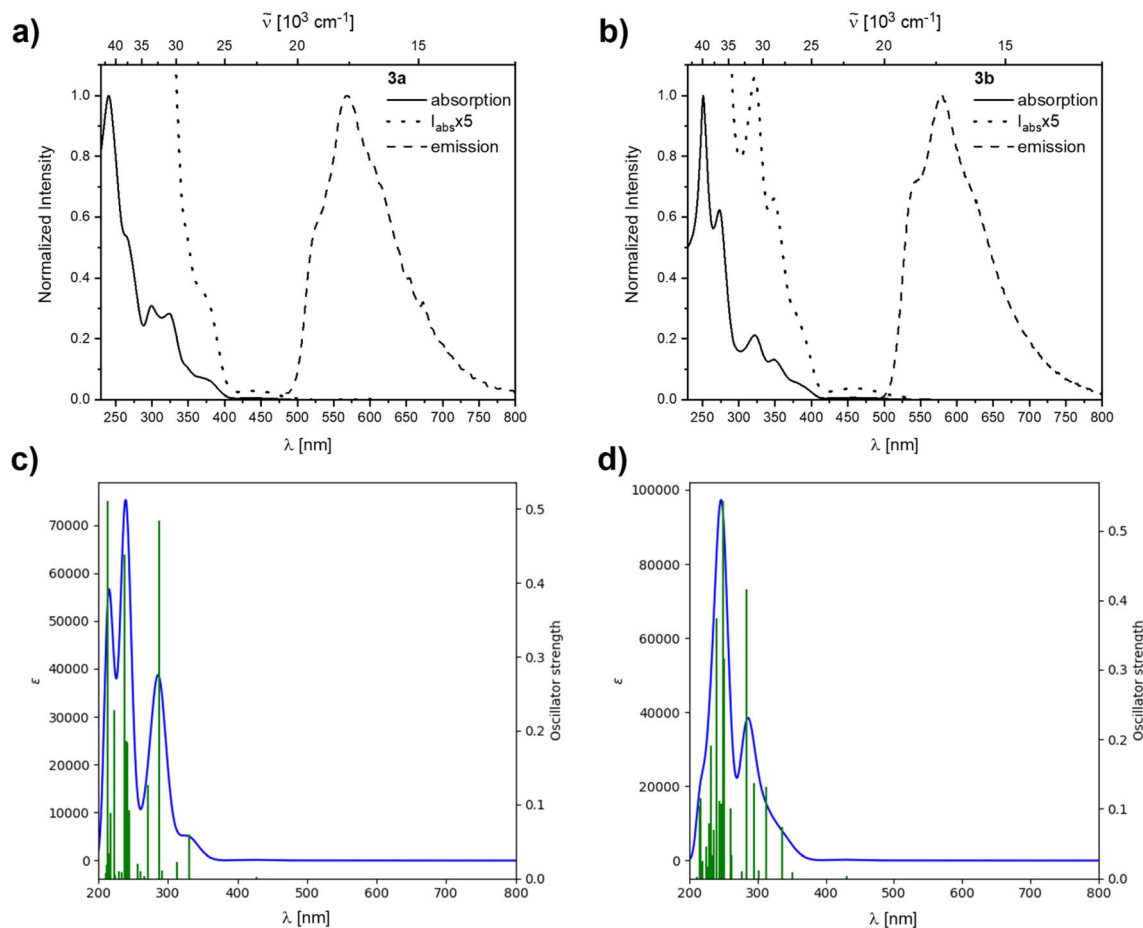 a)
ṽ [10³ cm⁻¹]
40 35 30 25 20 15
3a
absorption
I_abs x5
emission
Normalized Intensity
1.0
0.8
0.6
0.4
0.2
0.0
250 300 350 400 450 500 550 600 650 700 750 800
λ [nm]
b)
ṽ [10³ cm⁻¹]
40 35 30 25 20 15
3b
absorption
I_abs x5
emission
Normalized Intensity
1.0
0.8
0.6
0.4
0.2
0.0
250 300 350 400 450 500 550 600 650 700 750 800
λ [nm]
c)
ε
70000
60000
50000
40000
30000
20000
10000
0
0.5
0.4
0.3
0.2
0.1
0.0
Oscillator strength
200 300 400 500 600 700 800
λ [nm]
d)
ε
100000
80000
60000
40000
20000
0
0.5
0.4
0.3
0.2
0.1
0.0
Oscillator strength
200 300 400 500 600 700 800
λ [nm]